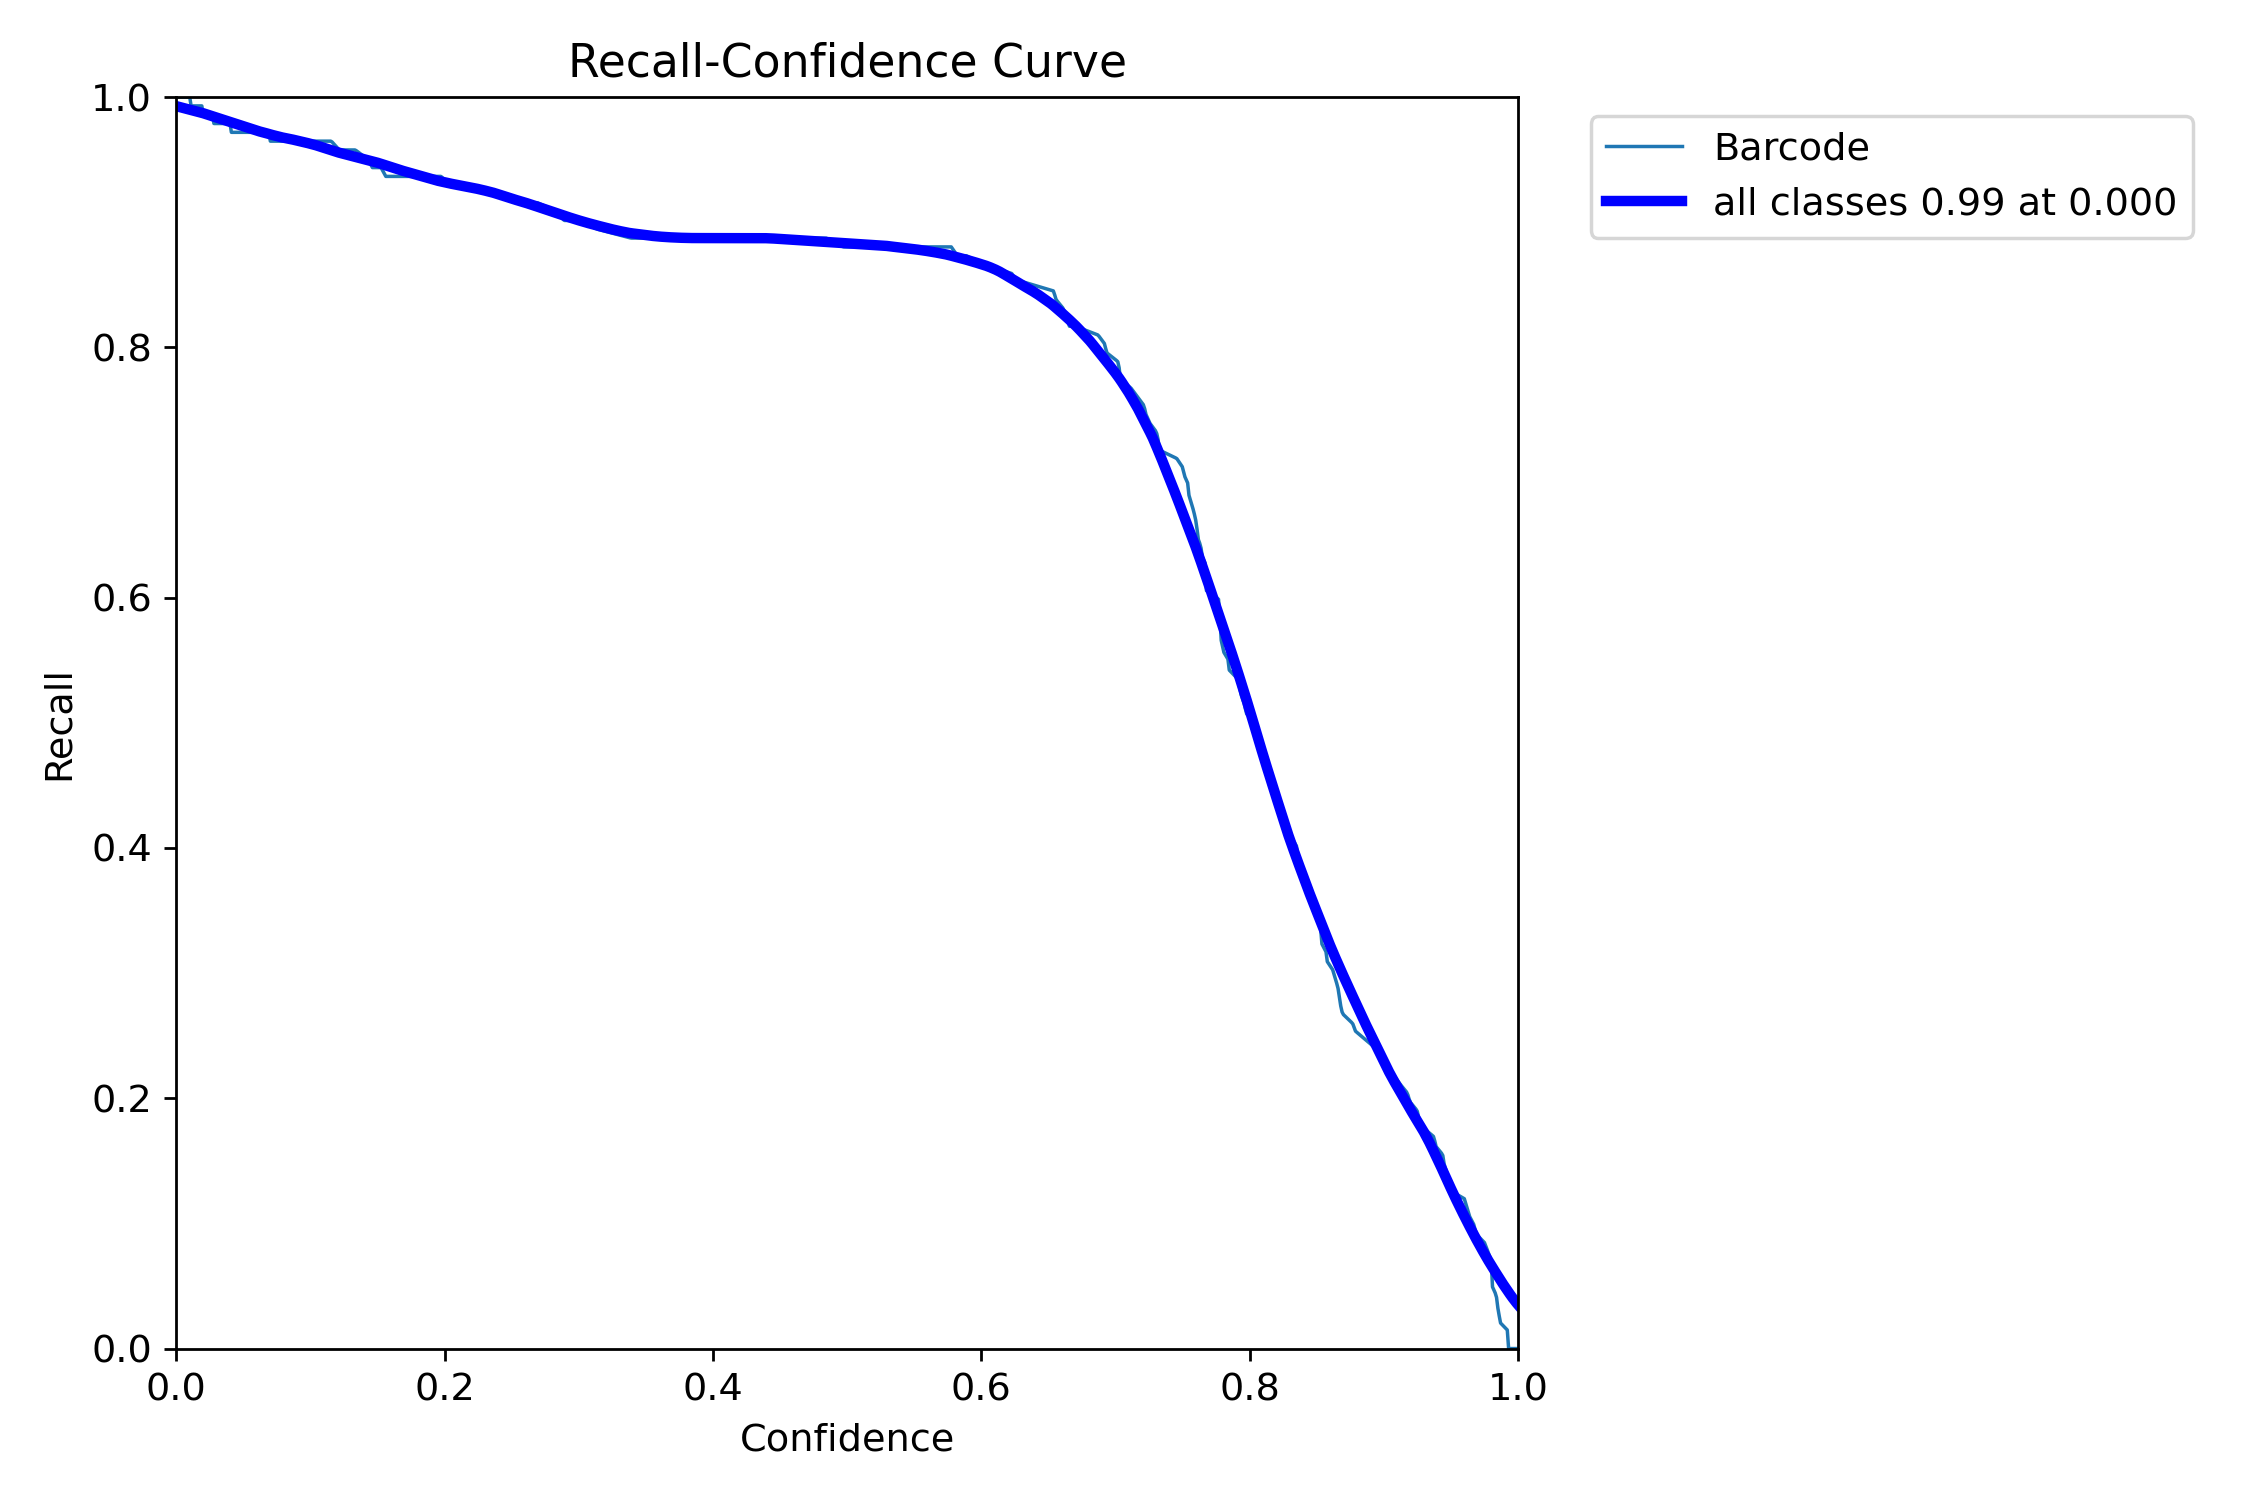 Recall-Confidence Curve
1.0
0.8
0.6
0.4
0.2
0.0
Recall
0.0 0.2 0.4 0.6 0.8 1.0
Confidence
Barcode
all classes 0.99 at 0.000